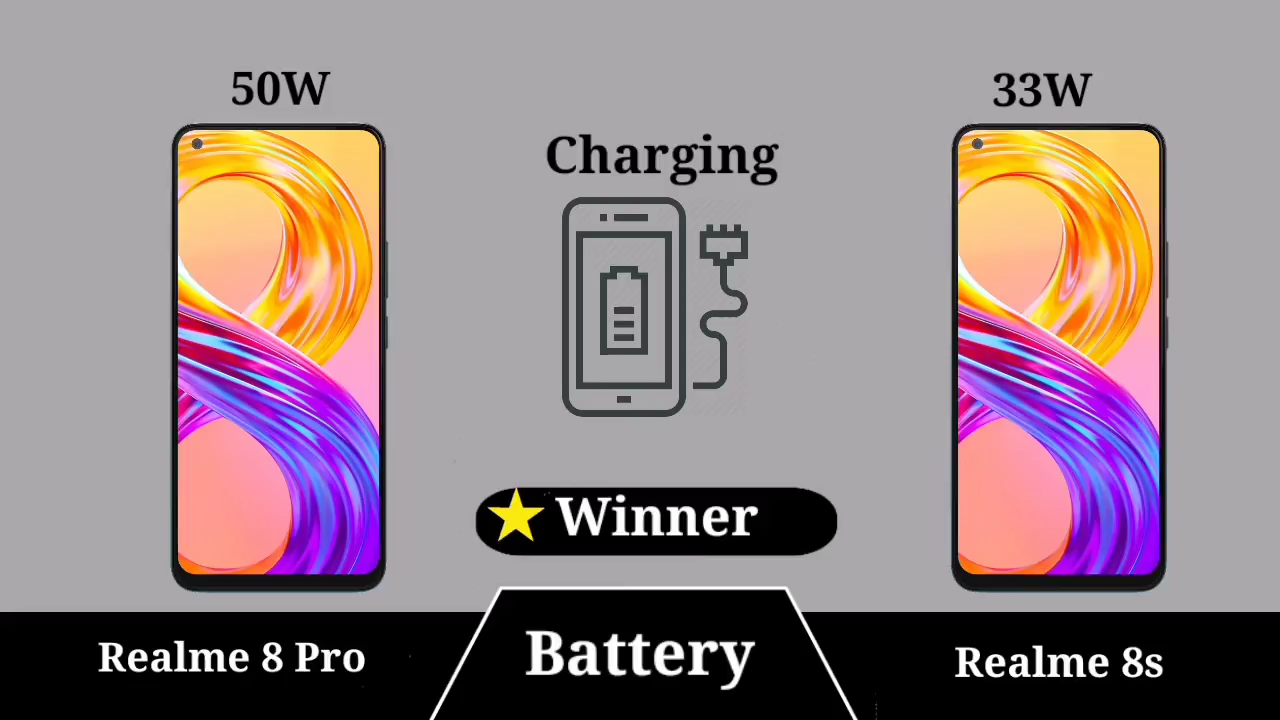 50W
33W
Charging
Winner
Realme 8 Pro
Battery
Realme 8s